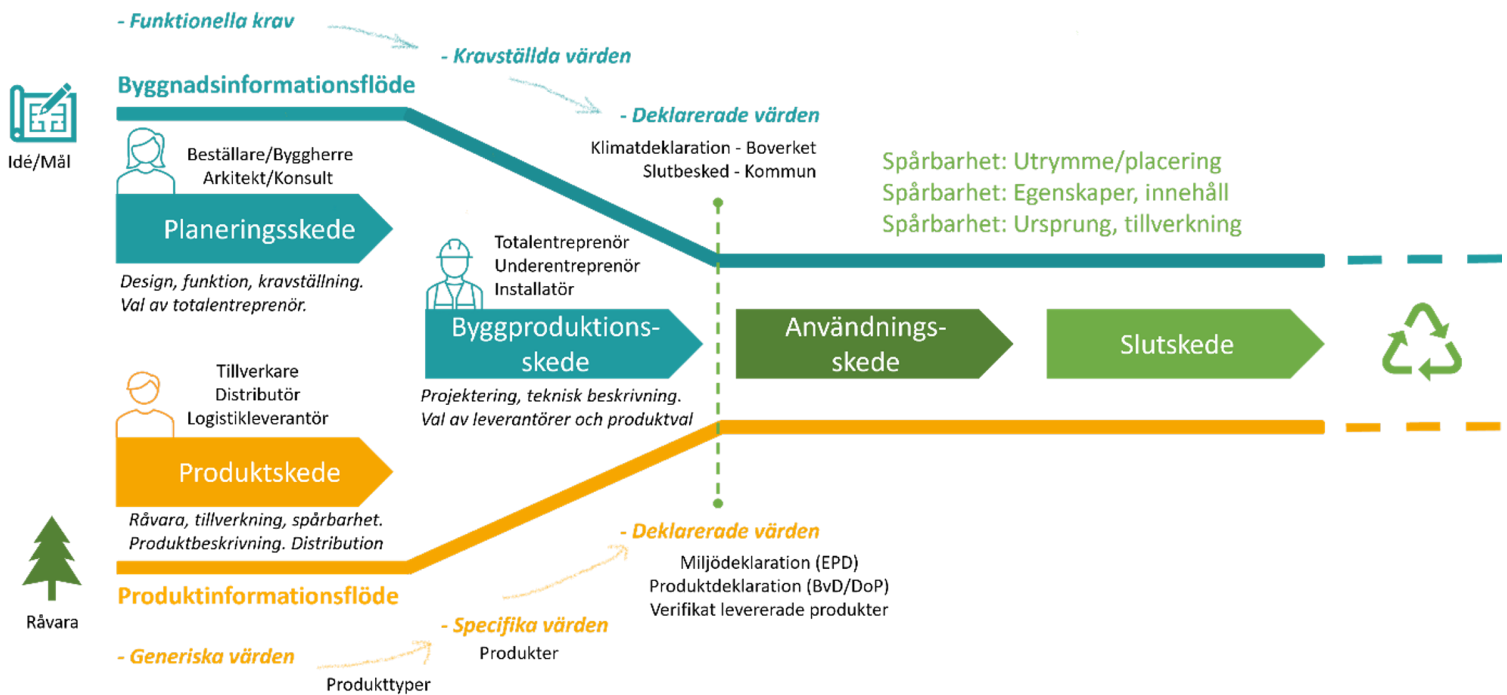 - Funktionella krav
- Kravställda värden
Byggnadsinformationsflöde
- Deklarerade värden
Klimatdeklaration - Boverket
Slutbesked - Kommun
Idé/Mål
Beställare/Byggherre
Arkitekt/Konsult
Planeringsskede
Design, funktion, kravställning.
Val av totalentreprenör.
Spårbarhet: Utrymme/placering
Spårbarhet: Egenskaper, innehåll
Spårbarhet: Ursprung, tillverkning
Totalentreprenör
Underentreprenör
Installatör
Byggproduktions-
skede
Projektering, teknisk beskrivning.
Val av leverantörer och produktval
Användnings-
skede
Slutskede
Tillverkare
Distributör
Logistikleverantör
Produktskede
Råvara, tillverkning, spårbarhet.
Produktbeskrivning. Distribution
Råvara
Produktinformationsflöde
- Generiska värden
Produkttyper
- Specifika värden
Produkter
- Deklarerade värden
Miljödeklaration (EPD)
Produktdeklaration (BvD/DoP)
Verifikat levererade produkter